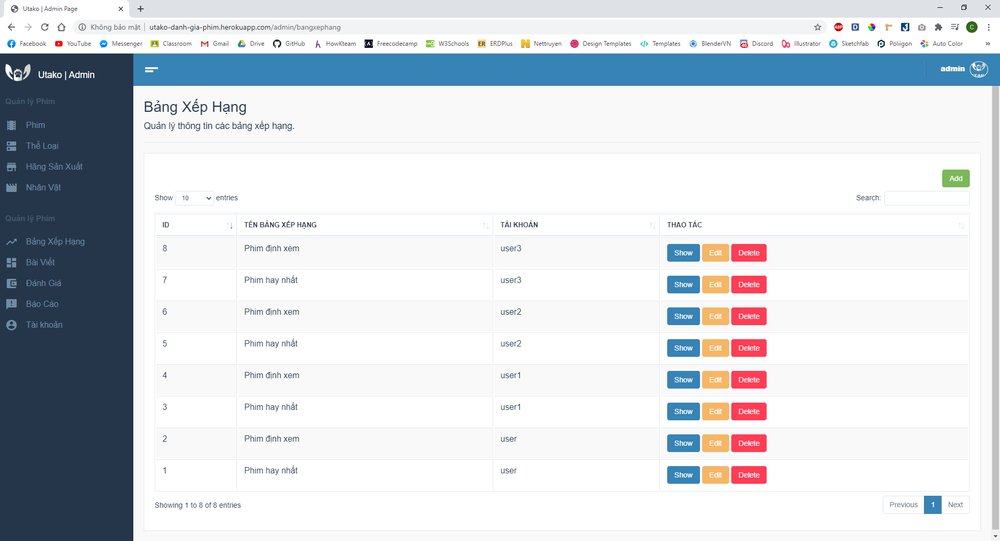 Utako | Admin Page
Không bảo mật
utako-danh-gia-phim.herokuapp.com/admin/bangxephang
ABP
D
C
Facebook
YouTube
Messenger
Classroom
Gmail
Drive
GitHub
HowKteam
Freecodecamp
W3Schools
ERDPlus
Nettruyen
Design Templates
Templates
BlenderVN
Discord
Illustrator
Sketchfab
Poliigon
Auto Color
Utako | Admin
admin
Quản lý Phim
Phim
Thể Loại
Hãng Sản Xuất
Nhân Vật
Quản lý Phim
Bảng Xếp Hạng
Bài Viết
Đánh Giá
Báo Cáo
Tài khoản
Bảng Xếp Hạng
Quản lý thông tin các bảng xếp hạng.
Add
Show 10 entries
Search:
ID TÊN BẢNG XẾP HẠNG TÀI KHOẢN THAO TÁC
8 Phim định xem user3 Show Edit Delete
7 Phim hay nhất user3 Show Edit Delete
6 Phim định xem user2 Show Edit Delete
5 Phim hay nhất user2 Show Edit Delete
4 Phim định xem user1 Show Edit Delete
3 Phim hay nhất user1 Show Edit Delete
2 Phim định xem user Show Edit Delete
1 Phim hay nhất user Show Edit Delete
Showing 1 to 8 of 8 entries
Previous 1 Next